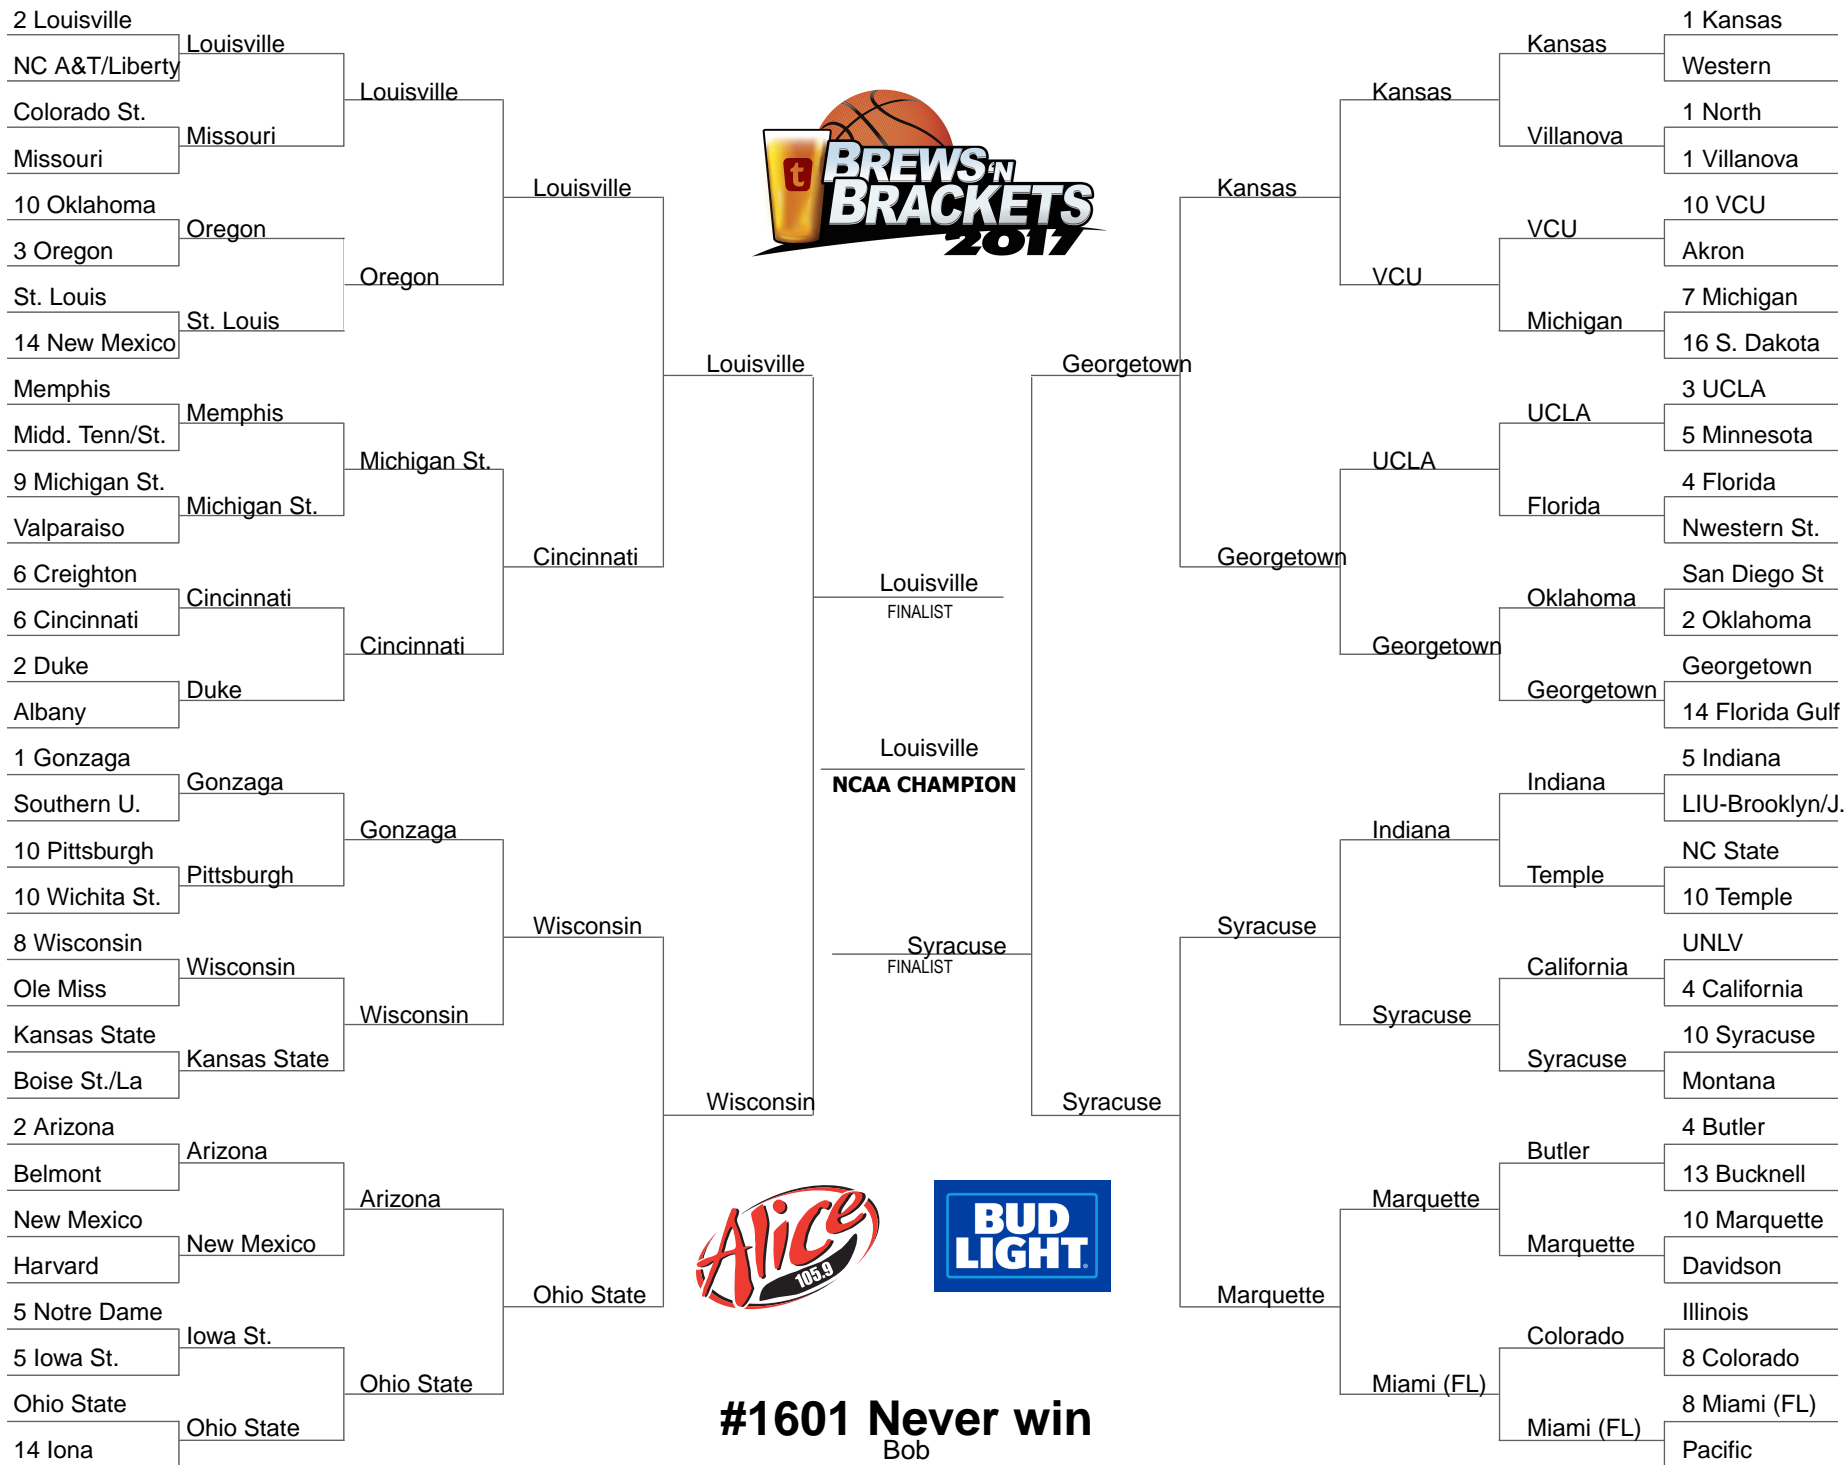 2 Louisville
NC A&T/Liberty
Colorado St.
Missouri
10 Oklahoma
3 Oregon
St. Louis
14 New Mexico
Memphis
Midd. Tenn/St.
9 Michigan St.
Valparaiso
6 Creighton
6 Cincinnati
2 Duke
Albany
1 Gonzaga
Southern U.
10 Pittsburgh
10 Wichita St.
8 Wisconsin
Ole Miss
Kansas State
Boise St./La
2 Arizona
Belmont
New Mexico
Harvard
5 Notre Dame
5 Iowa St.
Ohio State
14 Iona
Louisville
Missouri
Oregon
St. Louis
Memphis
Michigan St.
Cincinnati
Duke
Gonzaga
Pittsburgh
Wisconsin
Kansas State
Arizona
New Mexico
Iowa St.
Ohio State
Louisville
Oregon
Michigan St.
Cincinnati
Gonzaga
Wisconsin
Arizona
Ohio State
Louisville
Cincinnati
Wisconsin
Ohio State
Louisville
Wisconsin
t
BREWS 'N
BRACKETS
2017
Louisville
FINALIST
Louisville
NCAA CHAMPION
Syracuse
FINALIST
Alice
105.9
BUD
LIGHT
#1601 Never win
Bob
Georgetown
Syracuse
Kansas
Georgetown
Syracuse
Marquette
Kansas
VCU
UCLA
Georgetown
Indiana
Syracuse
Marquette
Miami (FL)
Kansas
Villanova
VCU
Michigan
UCLA
Florida
Oklahoma
Georgetown
Indiana
Temple
California
Syracuse
Butler
Marquette
Colorado
Miami (FL)
1 Kansas
Western
1 North
1 Villanova
10 VCU
Akron
7 Michigan
16 S. Dakota
3 UCLA
5 Minnesota
4 Florida
Nwestern St.
San Diego St
2 Oklahoma
Georgetown
14 Florida Gulf
5 Indiana
LIU-Brooklyn/J.
NC State
10 Temple
UNLV
4 California
10 Syracuse
Montana
4 Butler
13 Bucknell
10 Marquette
Davidson
Illinois
8 Colorado
8 Miami (FL)
Pacific